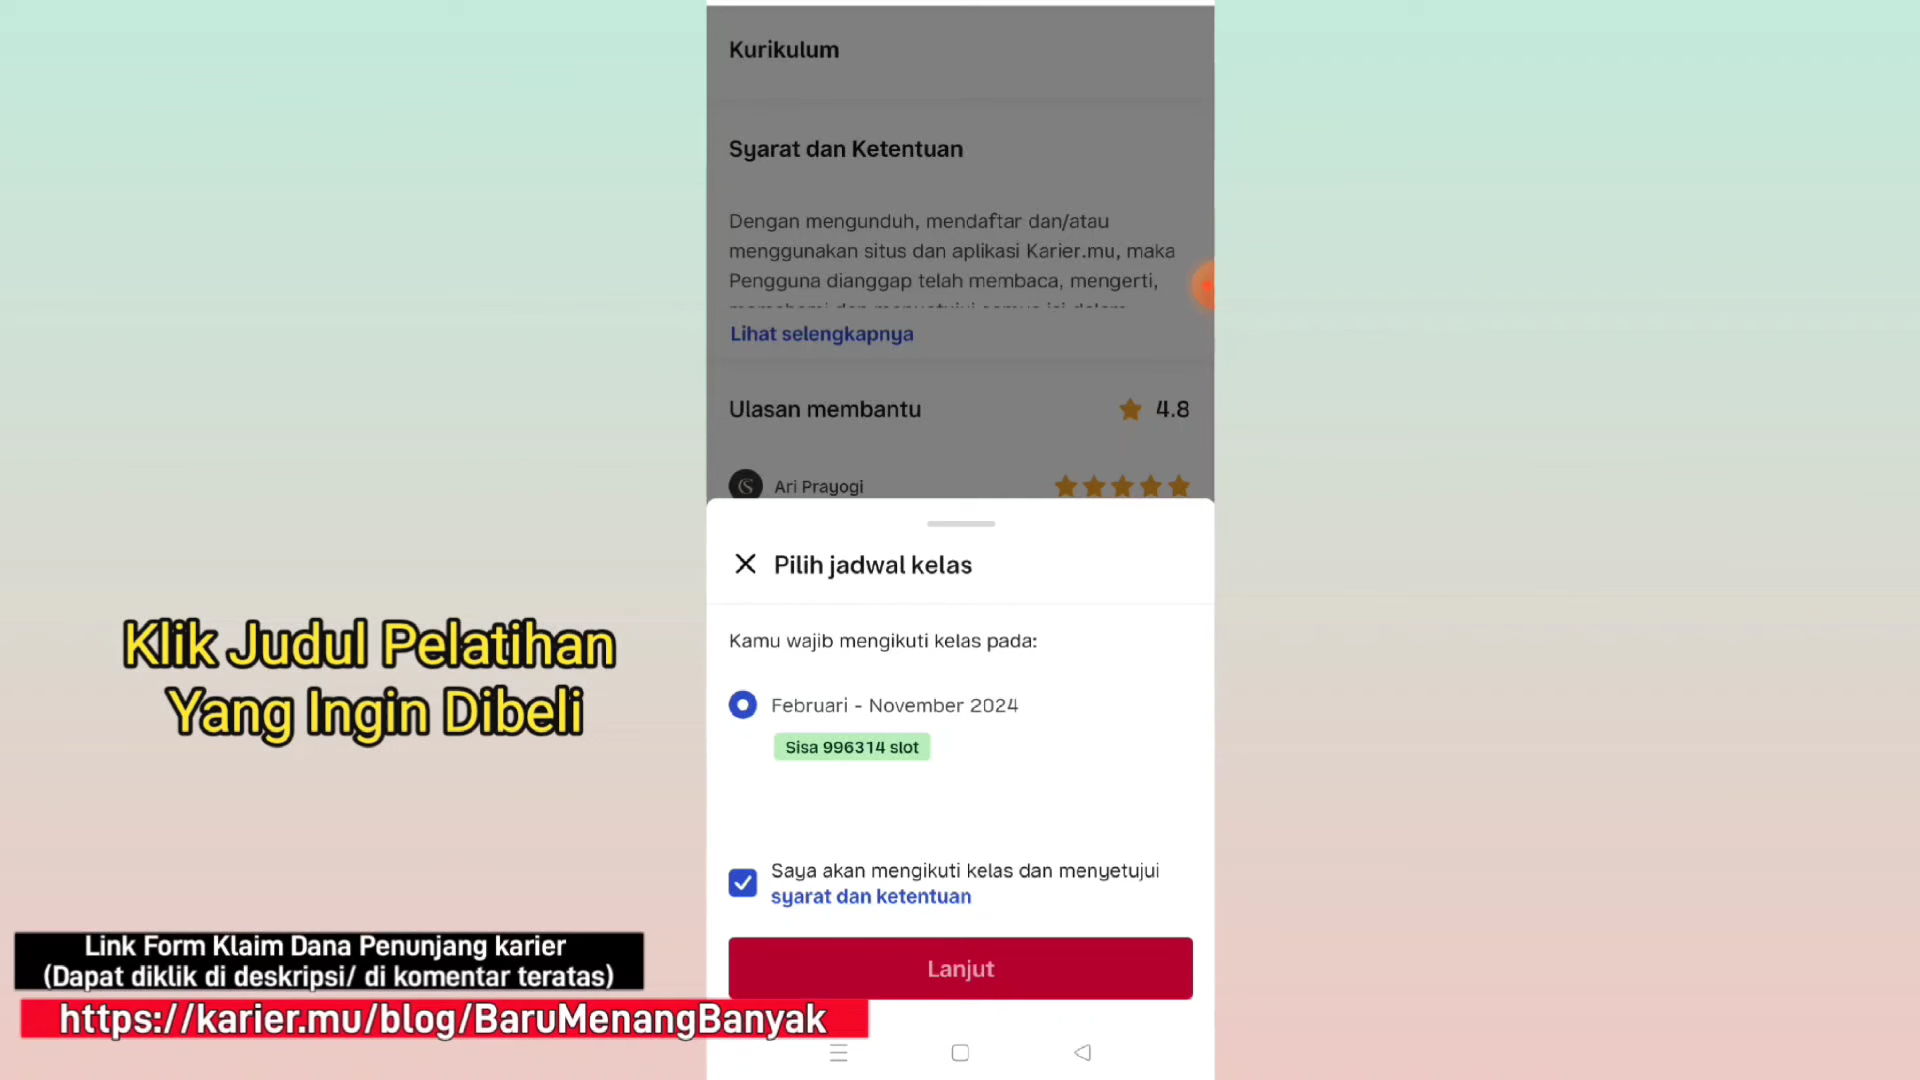 Kurikulum
Syarat dan Ketentuan
Dengan mengunduh, mendaftar dan/atau
menggunakan situs dan aplikasi Karier.mu, maka
Pengguna dianggap telah membaca, mengerti,
Lihat selengkapnya
Ulasan membantu
4.8
Ari Prayogi
Pilih jadwal kelas
Kamu wajib mengikuti kelas pada:
Februari - November 2024
Sisa 996314 slot
Saya akan mengikuti kelas dan menyetujui
syarat dan ketentuan
Lanjut
Klik Judul Pelatihan
Yang Ingin Dibeli
Link Form Klaim Dana Penunjang karier
(Dapat diklik di deskripsi/ di komentar teratas)
https://karier.mu/blog/BaruMenangBanyak